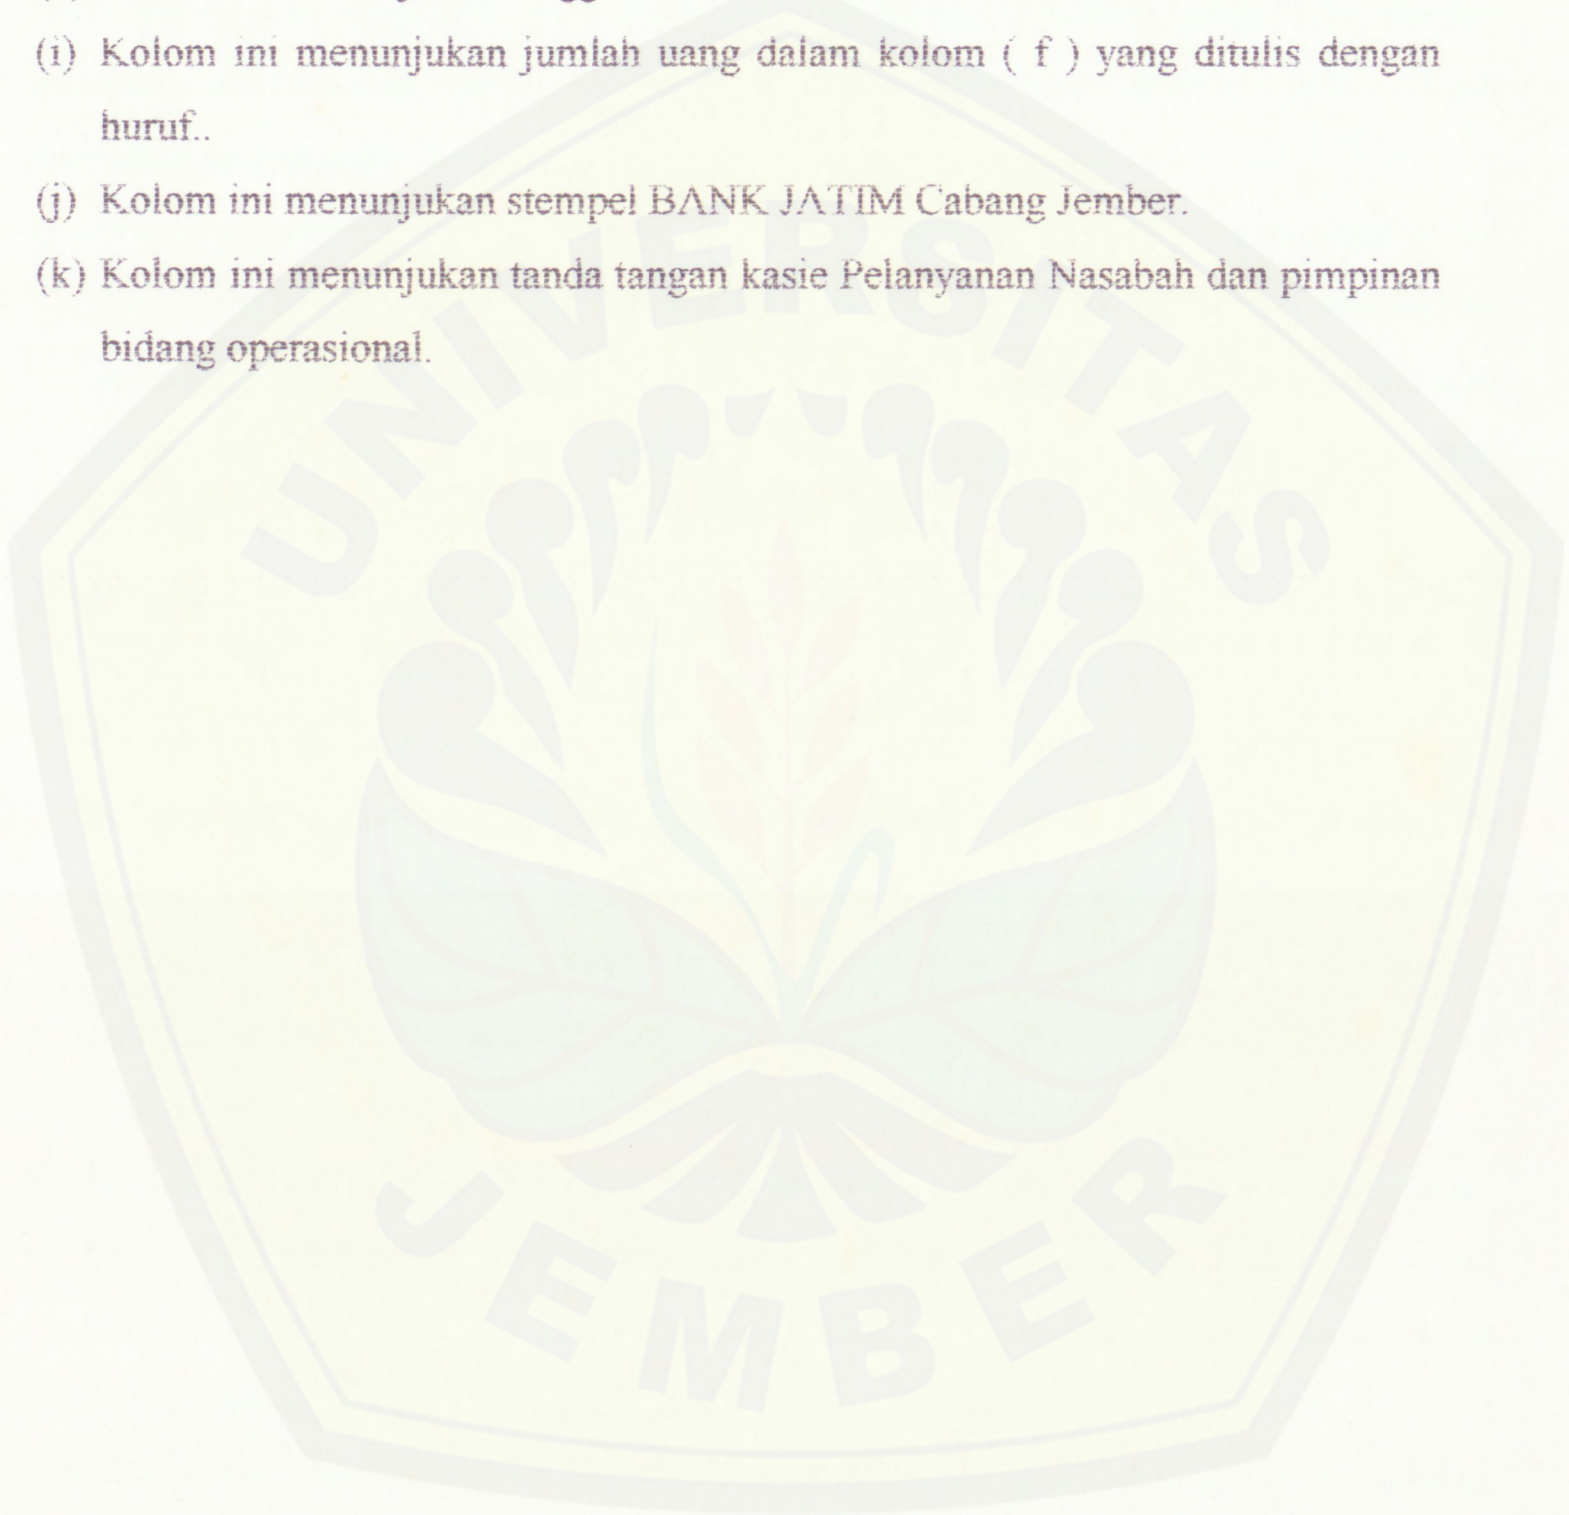 (i) Kolom ini menunjukan jumlah uang dalam kolom ( f ) yang ditulis dengan
huruf..
(j) Kolom ini menunjukan stempel BANK JATIM Cabang Jember.
(k) Kolom ini menunjukan tanda tangan kasie Pelanyanan Nasabah dan pimpinan
bidang operasional.
UNIVERSITAS
JEMBER